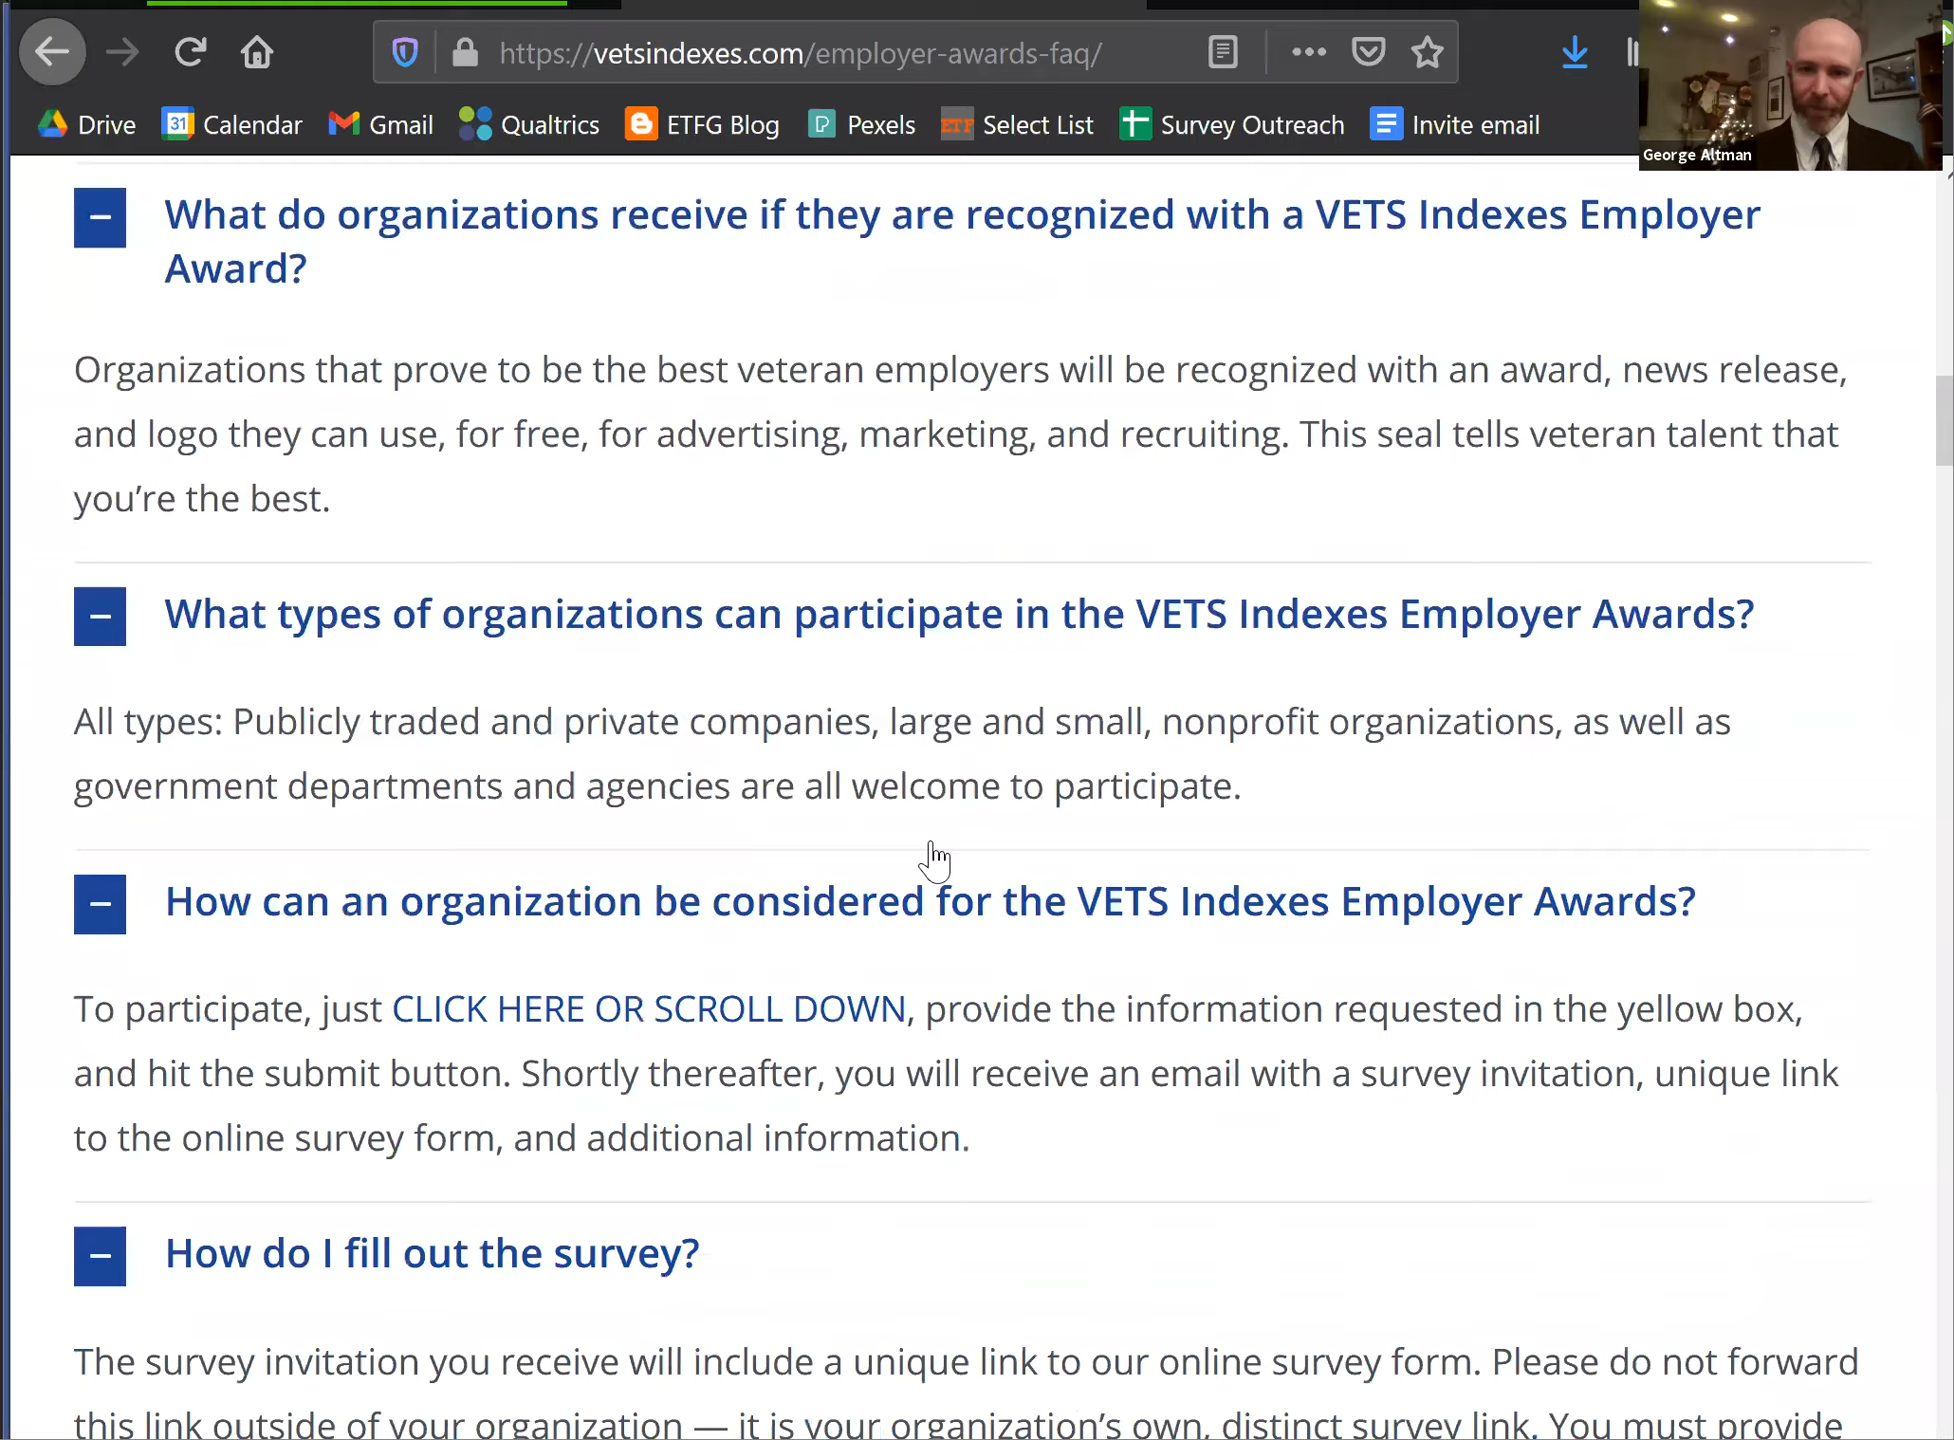 https://vetsindexes.com/employer-awards-faq/
Drive
31 Calendar
Gmail
Qualtrics
ETFG Blog
Pexels
ETF Select List
Survey Outreach
Invite email
George Altman
What do organizations receive if they are recognized with a VETS Indexes Employer
Award?
Organizations that prove to be the best veteran employers will be recognized with an award, news release,
and logo they can use, for free, for advertising, marketing, and recruiting. This seal tells veteran talent that
you’re the best.
What types of organizations can participate in the VETS Indexes Employer Awards?
All types: Publicly traded and private companies, large and small, nonprofit organizations, as well as
government departments and agencies are all welcome to participate.
How can an organization be considered for the VETS Indexes Employer Awards?
To participate, just CLICK HERE OR SCROLL DOWN, provide the information requested in the yellow box,
and hit the submit button. Shortly thereafter, you will receive an email with a survey invitation, unique link
to the online survey form, and additional information.
How do I fill out the survey?
The survey invitation you receive will include a unique link to our online survey form. Please do not forward
this link outside of your organization — it is your organization’s own, distinct survey link. You must provide